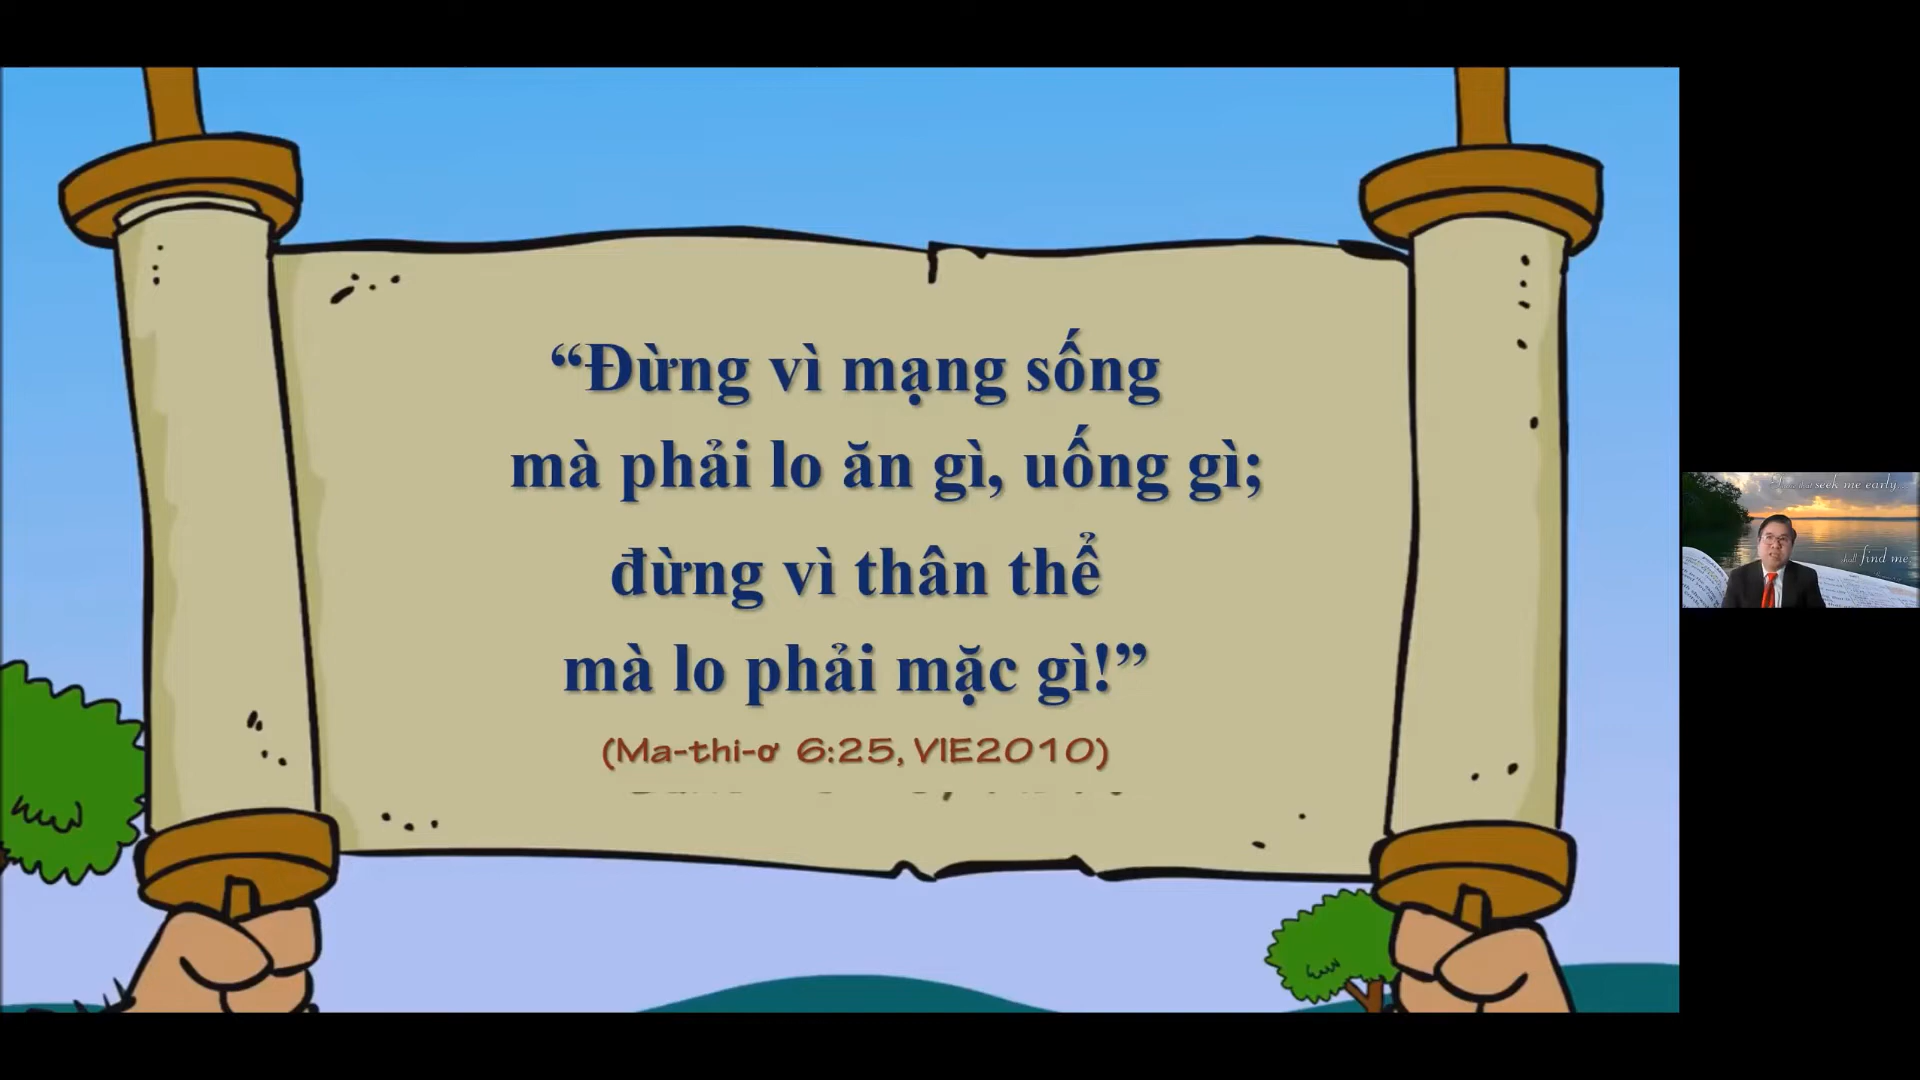 “Đừng vì mạng sống
mà phải lo ăn gì, uống gì;
đừng vì thân thể
mà lo phải mặc gì!”
(Ma-thi-ơ 6:25, VIE2010)
seek me early...
shall find me